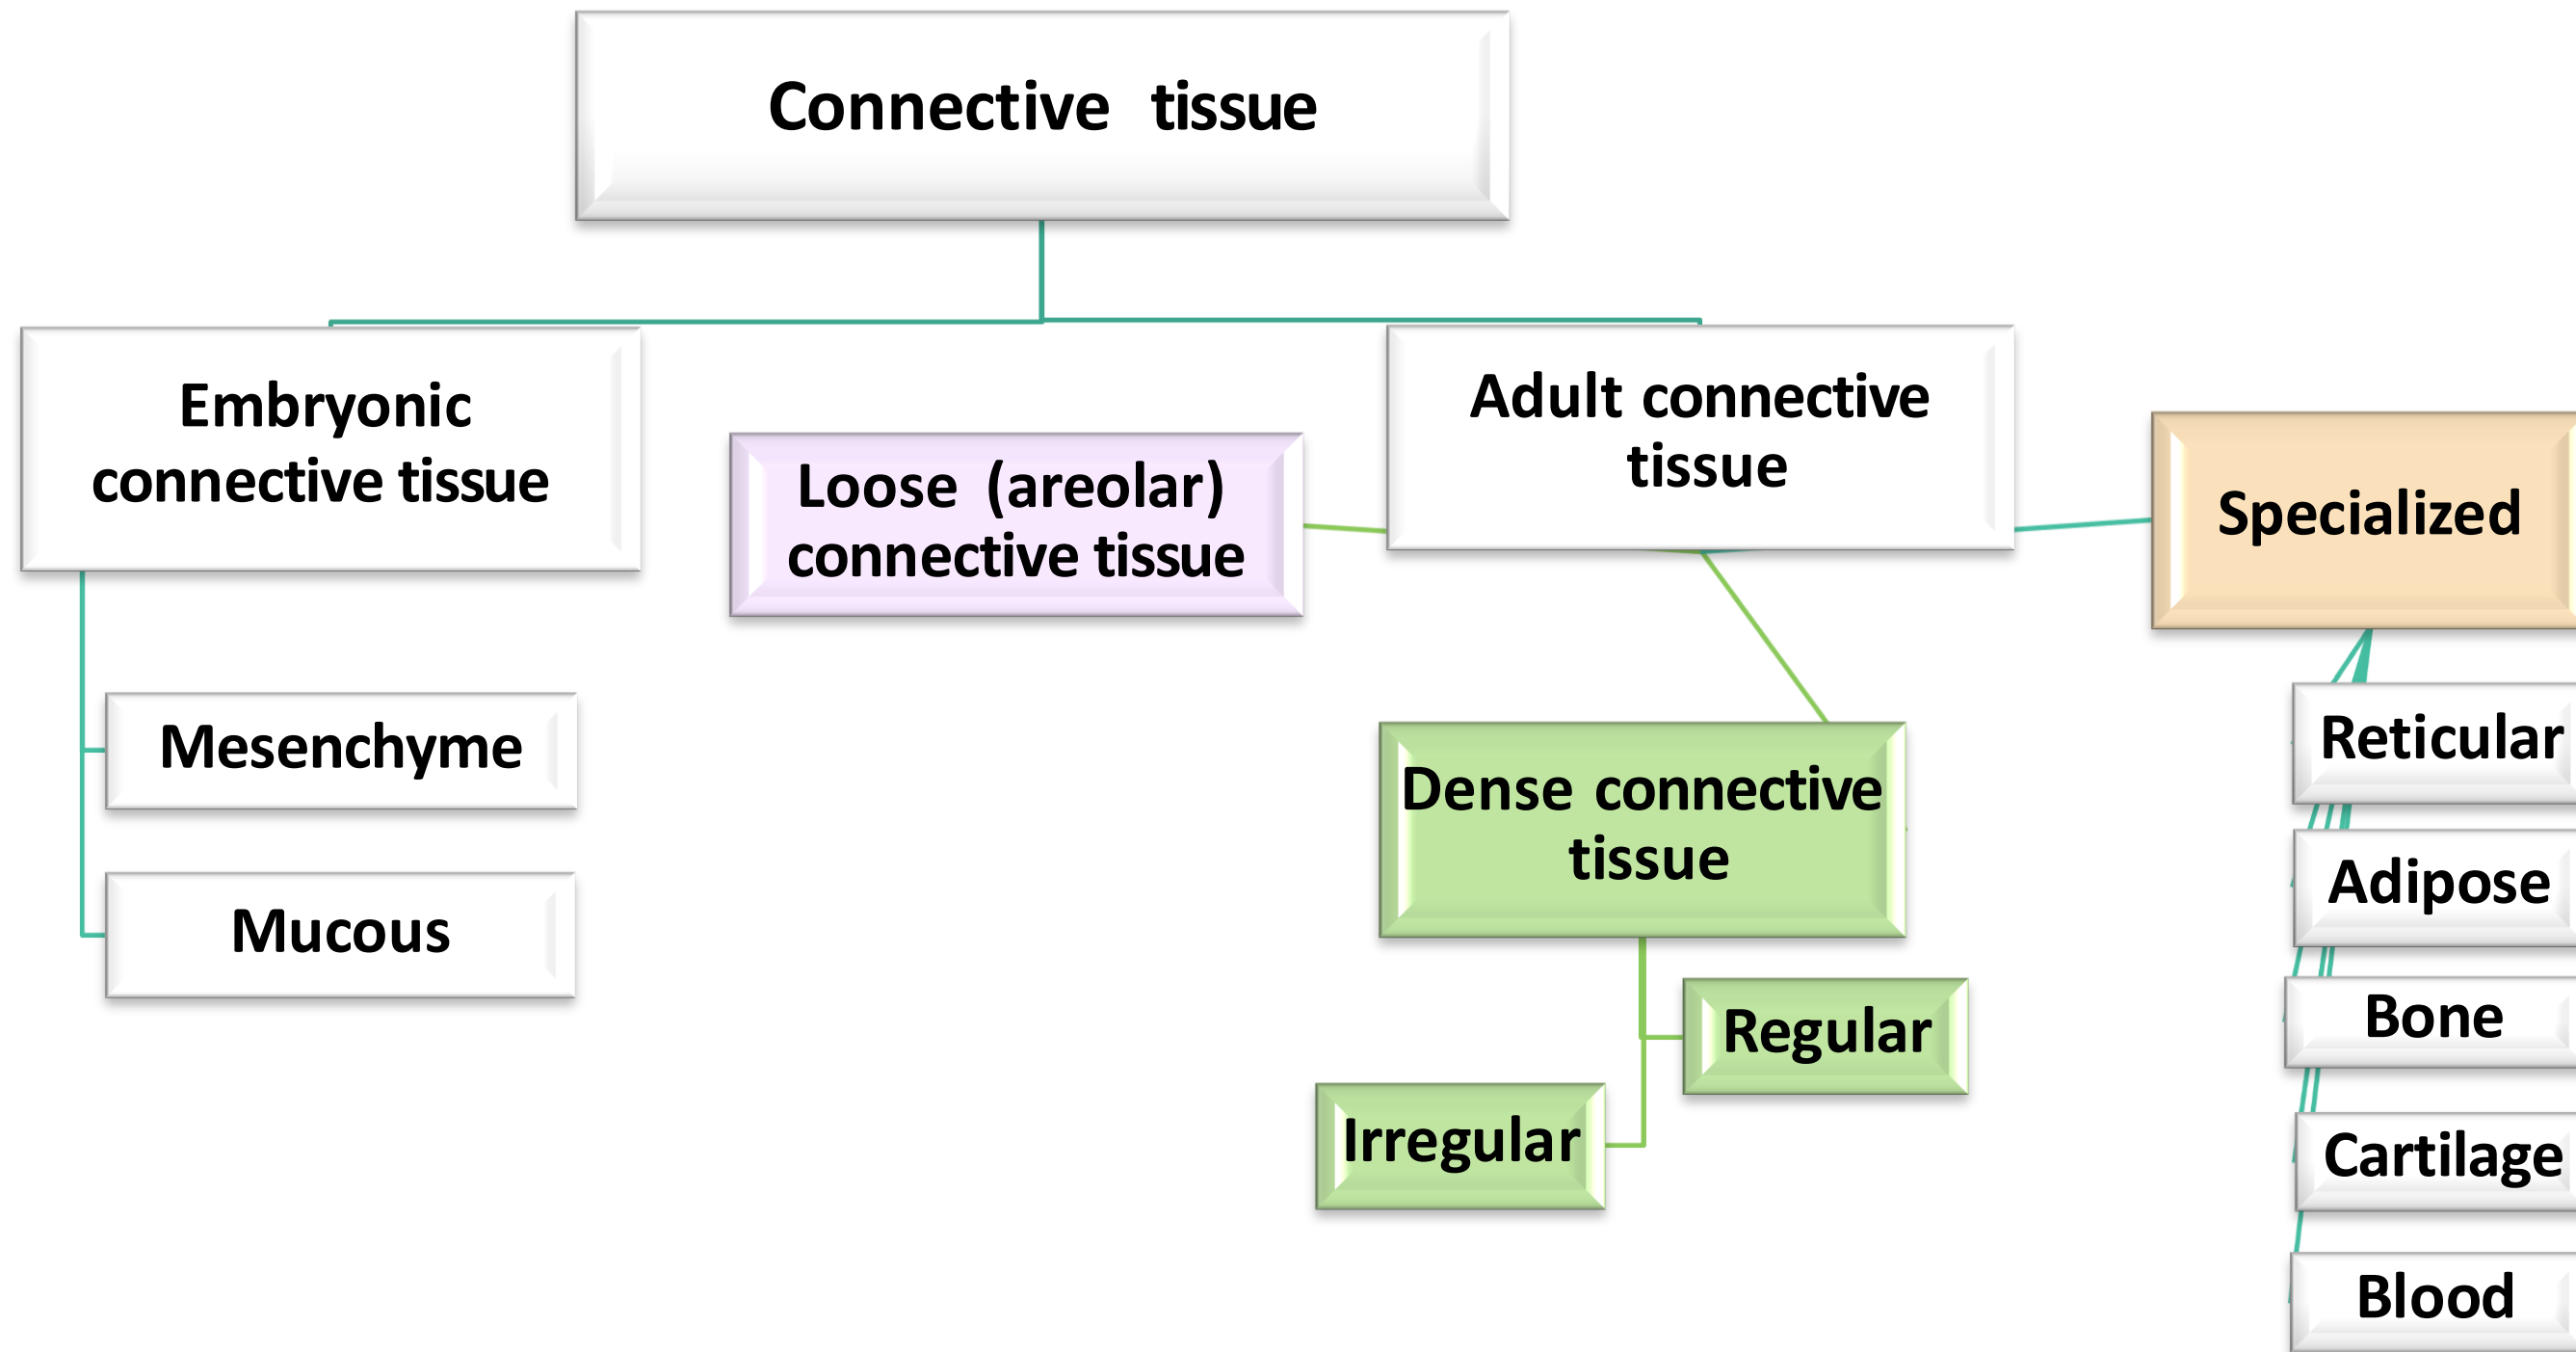 Connective tissue
Embryonic
connective tissue
Mesenchyme
Mucous
Adult connective
tissue
Loose (areolar)
connective tissue
Dense connective
tissue
Regular
Irregular
Specialized
Reticular
Adipose
Bone
Cartilage
Blood